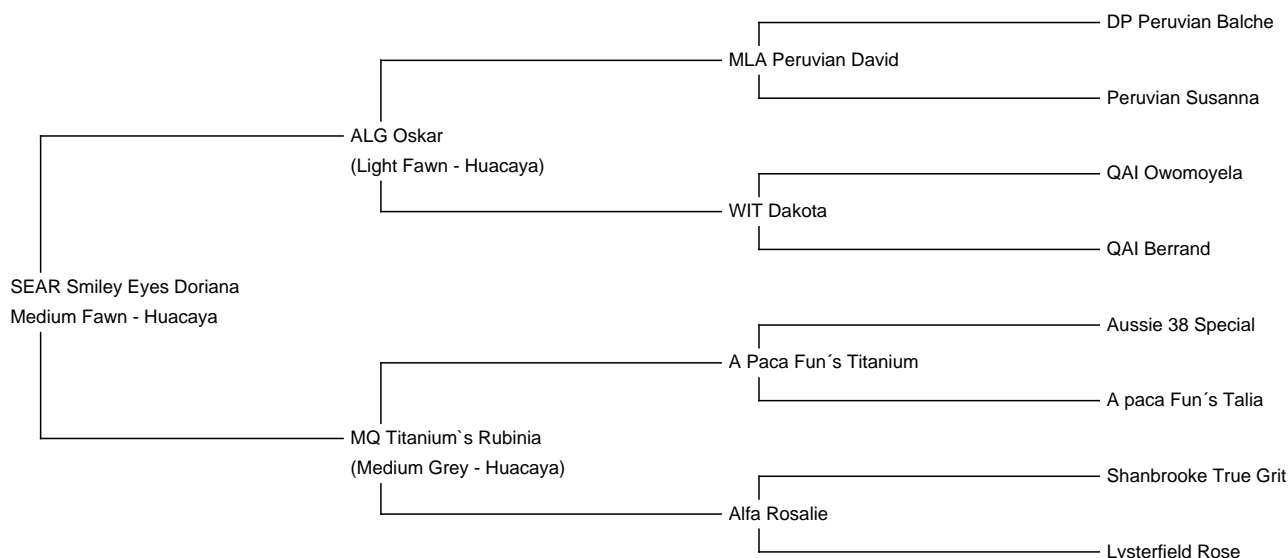 DP Peruvian Balche
MLA Peruvian David
Peruvian Susanna
ALG Oskar
(Light Fawn - Huacaya)
QAI Owomoyela
WIT Dakota
QAI Berrand
SEAR Smiley Eyes Doriana
Medium Fawn - Huacaya
Aussie 38 Special
A Paca Fun´s Titanium
A paca Fun´s Talia
MQ Titanium`s Rubinia
(Medium Grey - Huacaya)
Shanbrooke True Grit
Alfa Rosalie
Lysterfield Rose